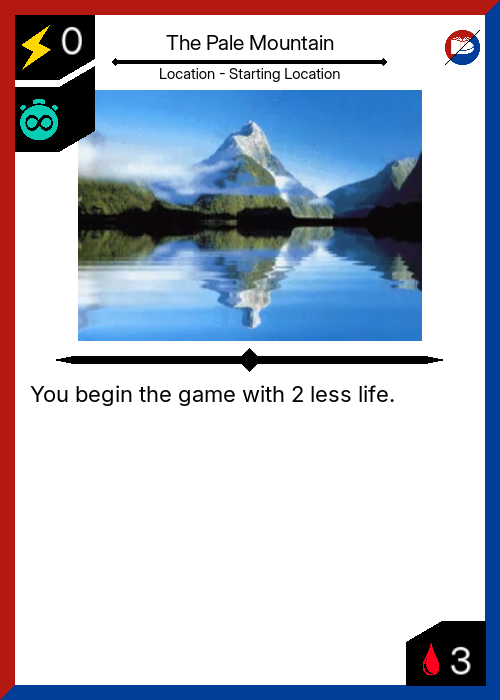 0
The Pale Mountain
Location - Starting Location
You begin the game with 2 less life.
3